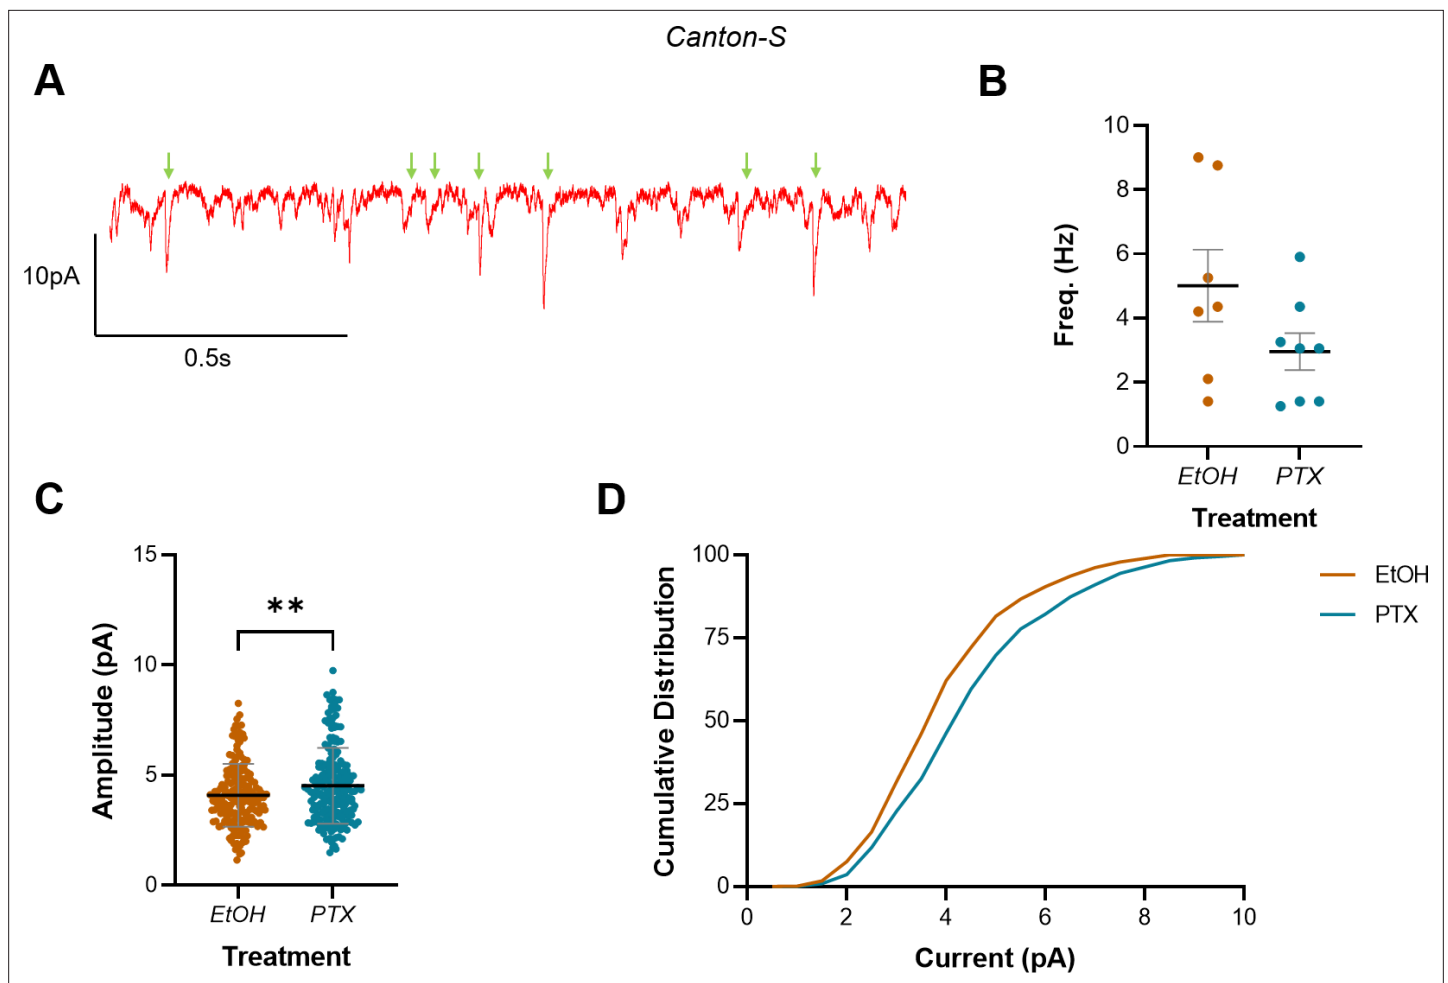 Canton-S
A
10pA
0.5s
B
10
8
6
4
2
0
Freq. (Hz)
EtOH PTX
Treatment
C
15
10
5
0
Amplitude (pA)
**
EtOH PTX
Treatment
D
100
75
50
25
0
Cumulative Distribution
0 2 4 6 8 10
Current (pA)
EtOH
PTX